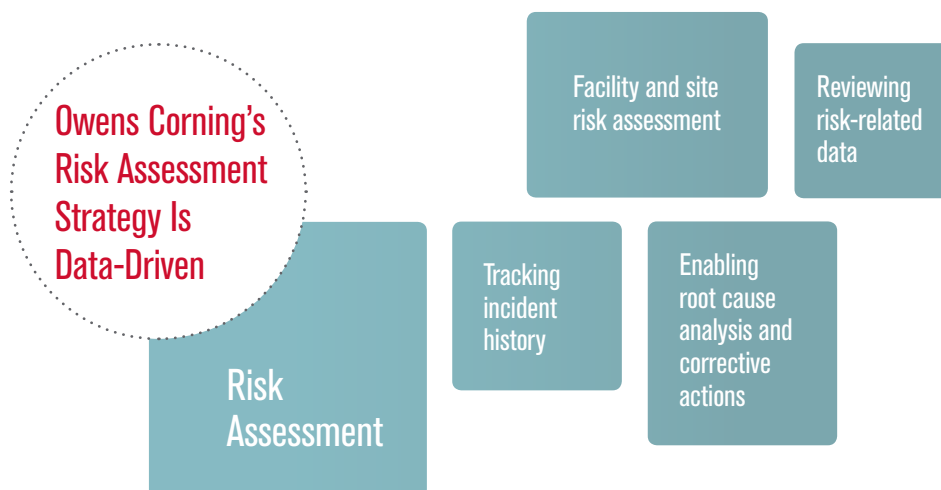 Owens Corning’s
Risk Assessment
Strategy Is
Data-Driven
Risk
Assessment
Facility and site
risk assessment
Reviewing
risk-related
data
Tracking
incident
history
Enabling
root cause
analysis and
corrective
actions